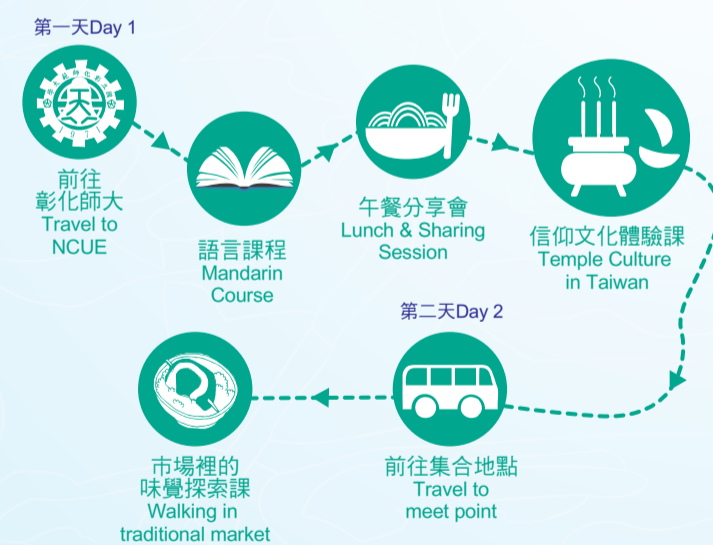 第一天Day 1
前往
彰化師大
Travel to
NCUE
語言課程
Mandarin
Course
午餐分享會
Lunch & Sharing
Session
信仰文化體驗課
Temple Culture
in Taiwan
第二天Day 2
前往集合地點
Travel to
meet point
市場裡的
味覺探索課
Walking in
traditional market